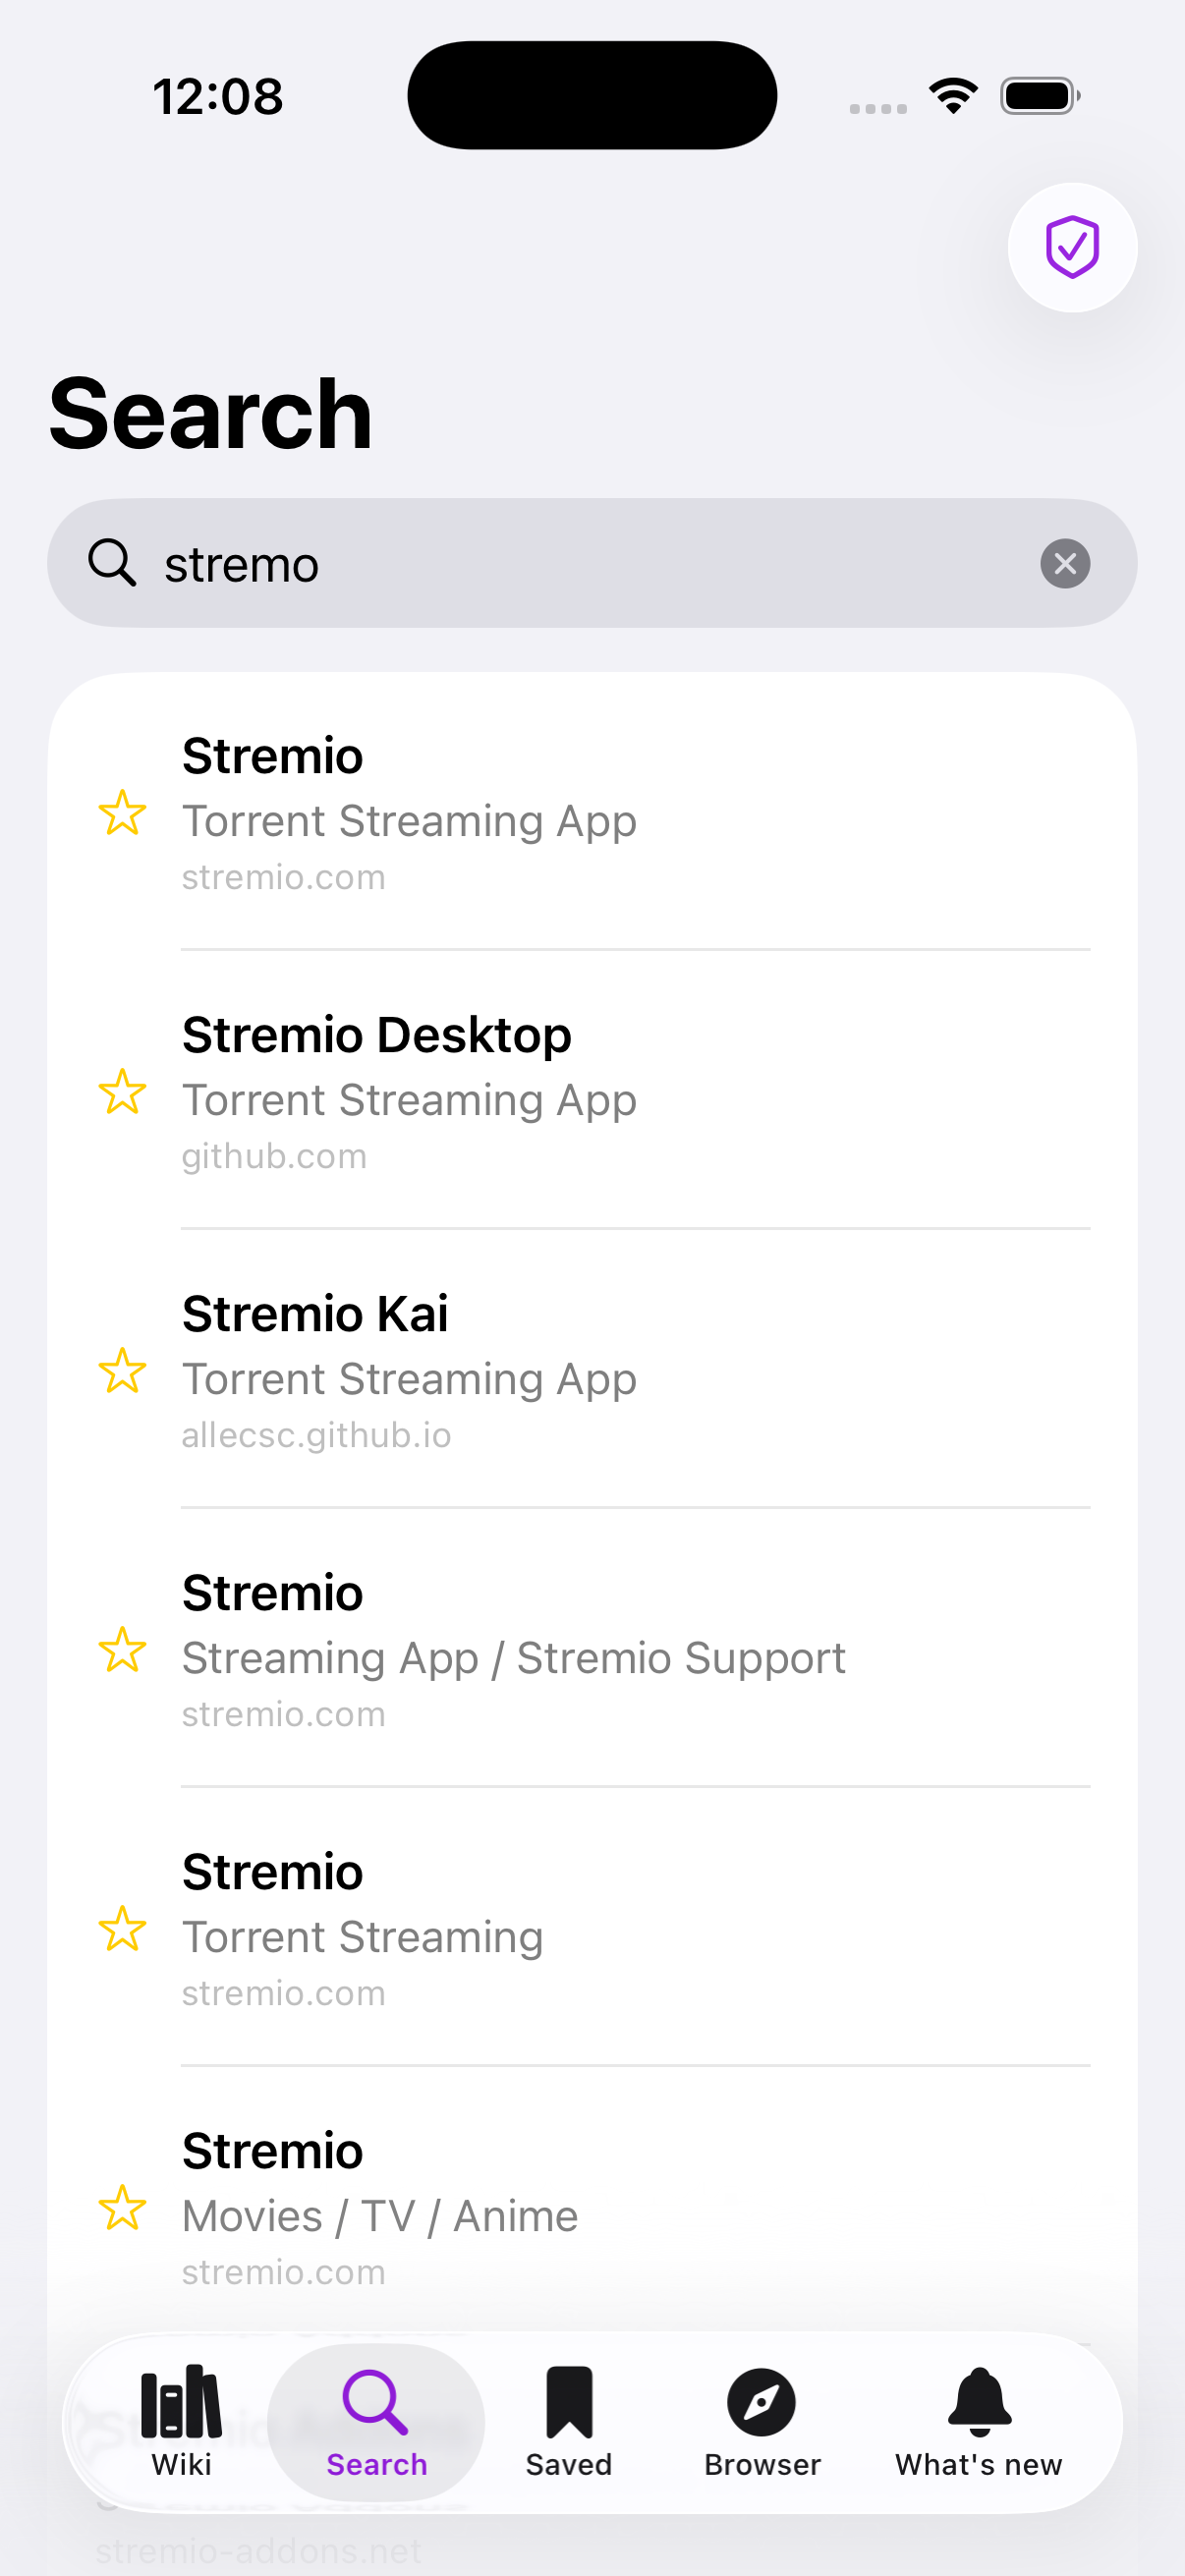 12:08
Search
stremo
Stremio
Torrent Streaming App
stremio.com
Stremio Desktop
Torrent Streaming App
github.com
Stremio Kai
Torrent Streaming App
allecsc.github.io
Stremio
Streaming App / Stremio Support
stremio.com
Stremio
Torrent Streaming
stremio.com
Stremio
Movies / TV / Anime
stremio.com
Wiki
Search
Saved
Browser
What's new
stremio-addons.net